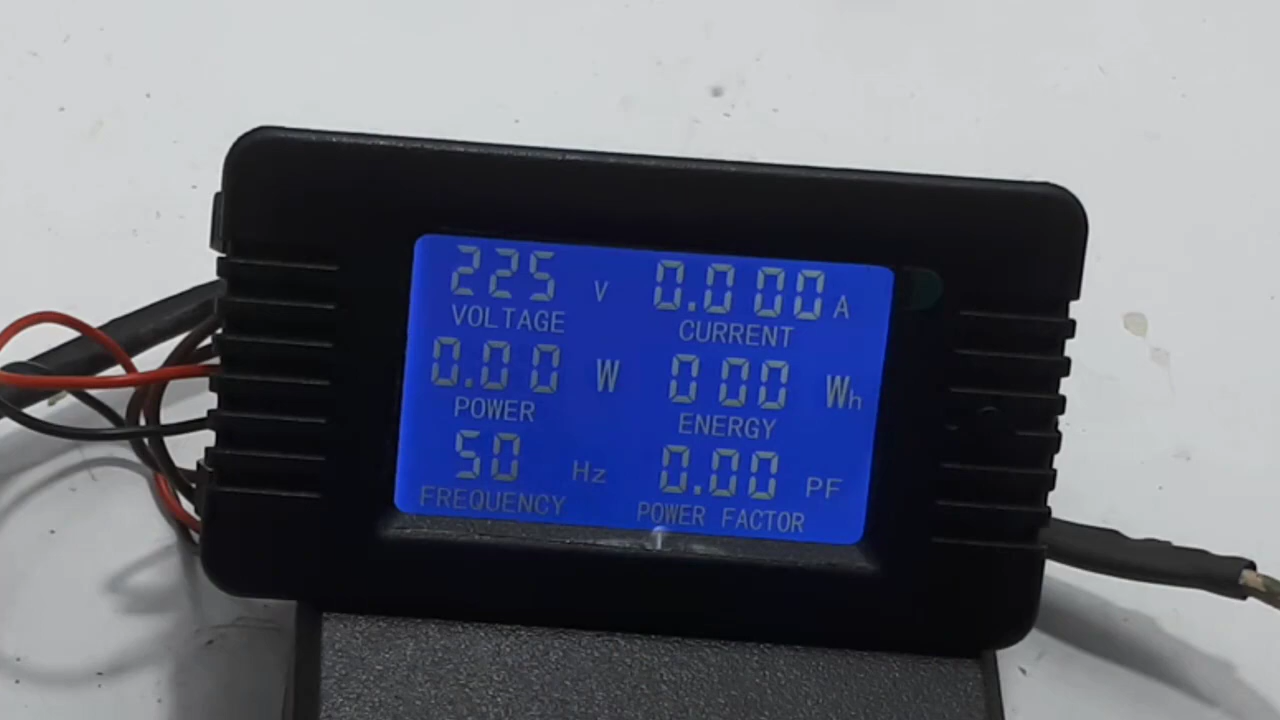 225 V 0.000 A
VOLTAGE CURRENT
0.00 W 000 Wh
POWER ENERGY
50 Hz 0.00 PF
FREQUENCY POWER FACTOR